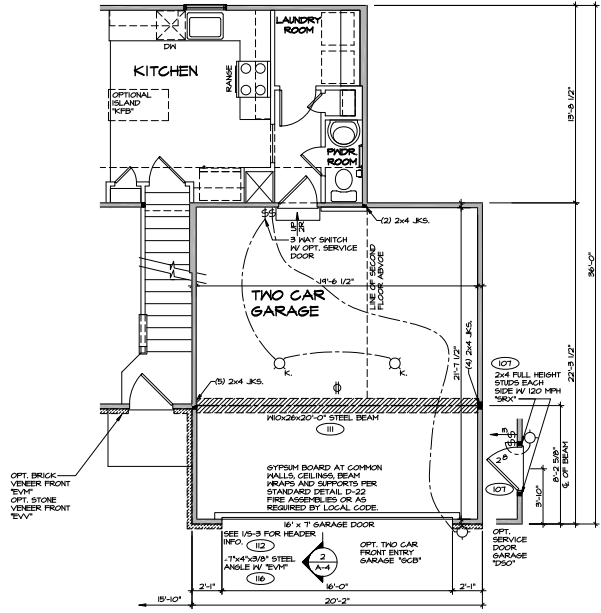 LAUNDRY
ROOM
DW
KITCHEN
RANGE
OPTIONAL
ISLAND
"KFB"
PWDR.
ROOM
13'-8 1/2"
36'-0"
UP
2R
(2) 2x4 JKS.
3 WAY SWITCH
W/ OPT. SERVICE
DOOR
LINE OF SECOND
FLOOR ABVOE
19'-6 1/2"
TWO CAR
GARAGE
21'-7 1/2"
(4) 2x4 JKS.
22'-3 1/2"
107
2x4 FULL HEIGHT
STUDS EACH
SIDE W/ 120 MPH
"SRX"
K.
K.
(5) 2x4 JKS.
W10x26x20'-0" STEEL BEAM
111
3
28
107
3'-10"
8'-2 5/8"
℄ OF BEAM
OPT. BRICK
VENEER FRONT
"EVM"
OPT. STONE
VENEER FRONT
"EVV"
GYPSUM BOARD AT COMMON
WALLS, CEILINGS, BEAM
WRAPS AND SUPPORTS PER
STANDARD DETAIL D-22
FIRE ASSEMBLIES OR AS
REQUIRED BY LOCAL CODE.
16' x 7' GARAGE DOOR
SEE 1/S-3 FOR HEADER
INFO.
112
-7"x4"x3/8" STEEL
ANGLE W/ "EVM"
116
2
A-4
OPT. TWO CAR
FRONT ENTRY
GARAGE "GCB"
OPT.
SERVICE
DOOR
GARAGE
"DSO"
2'-1"
16'-0"
2'-1"
15'-10"
20'-2"